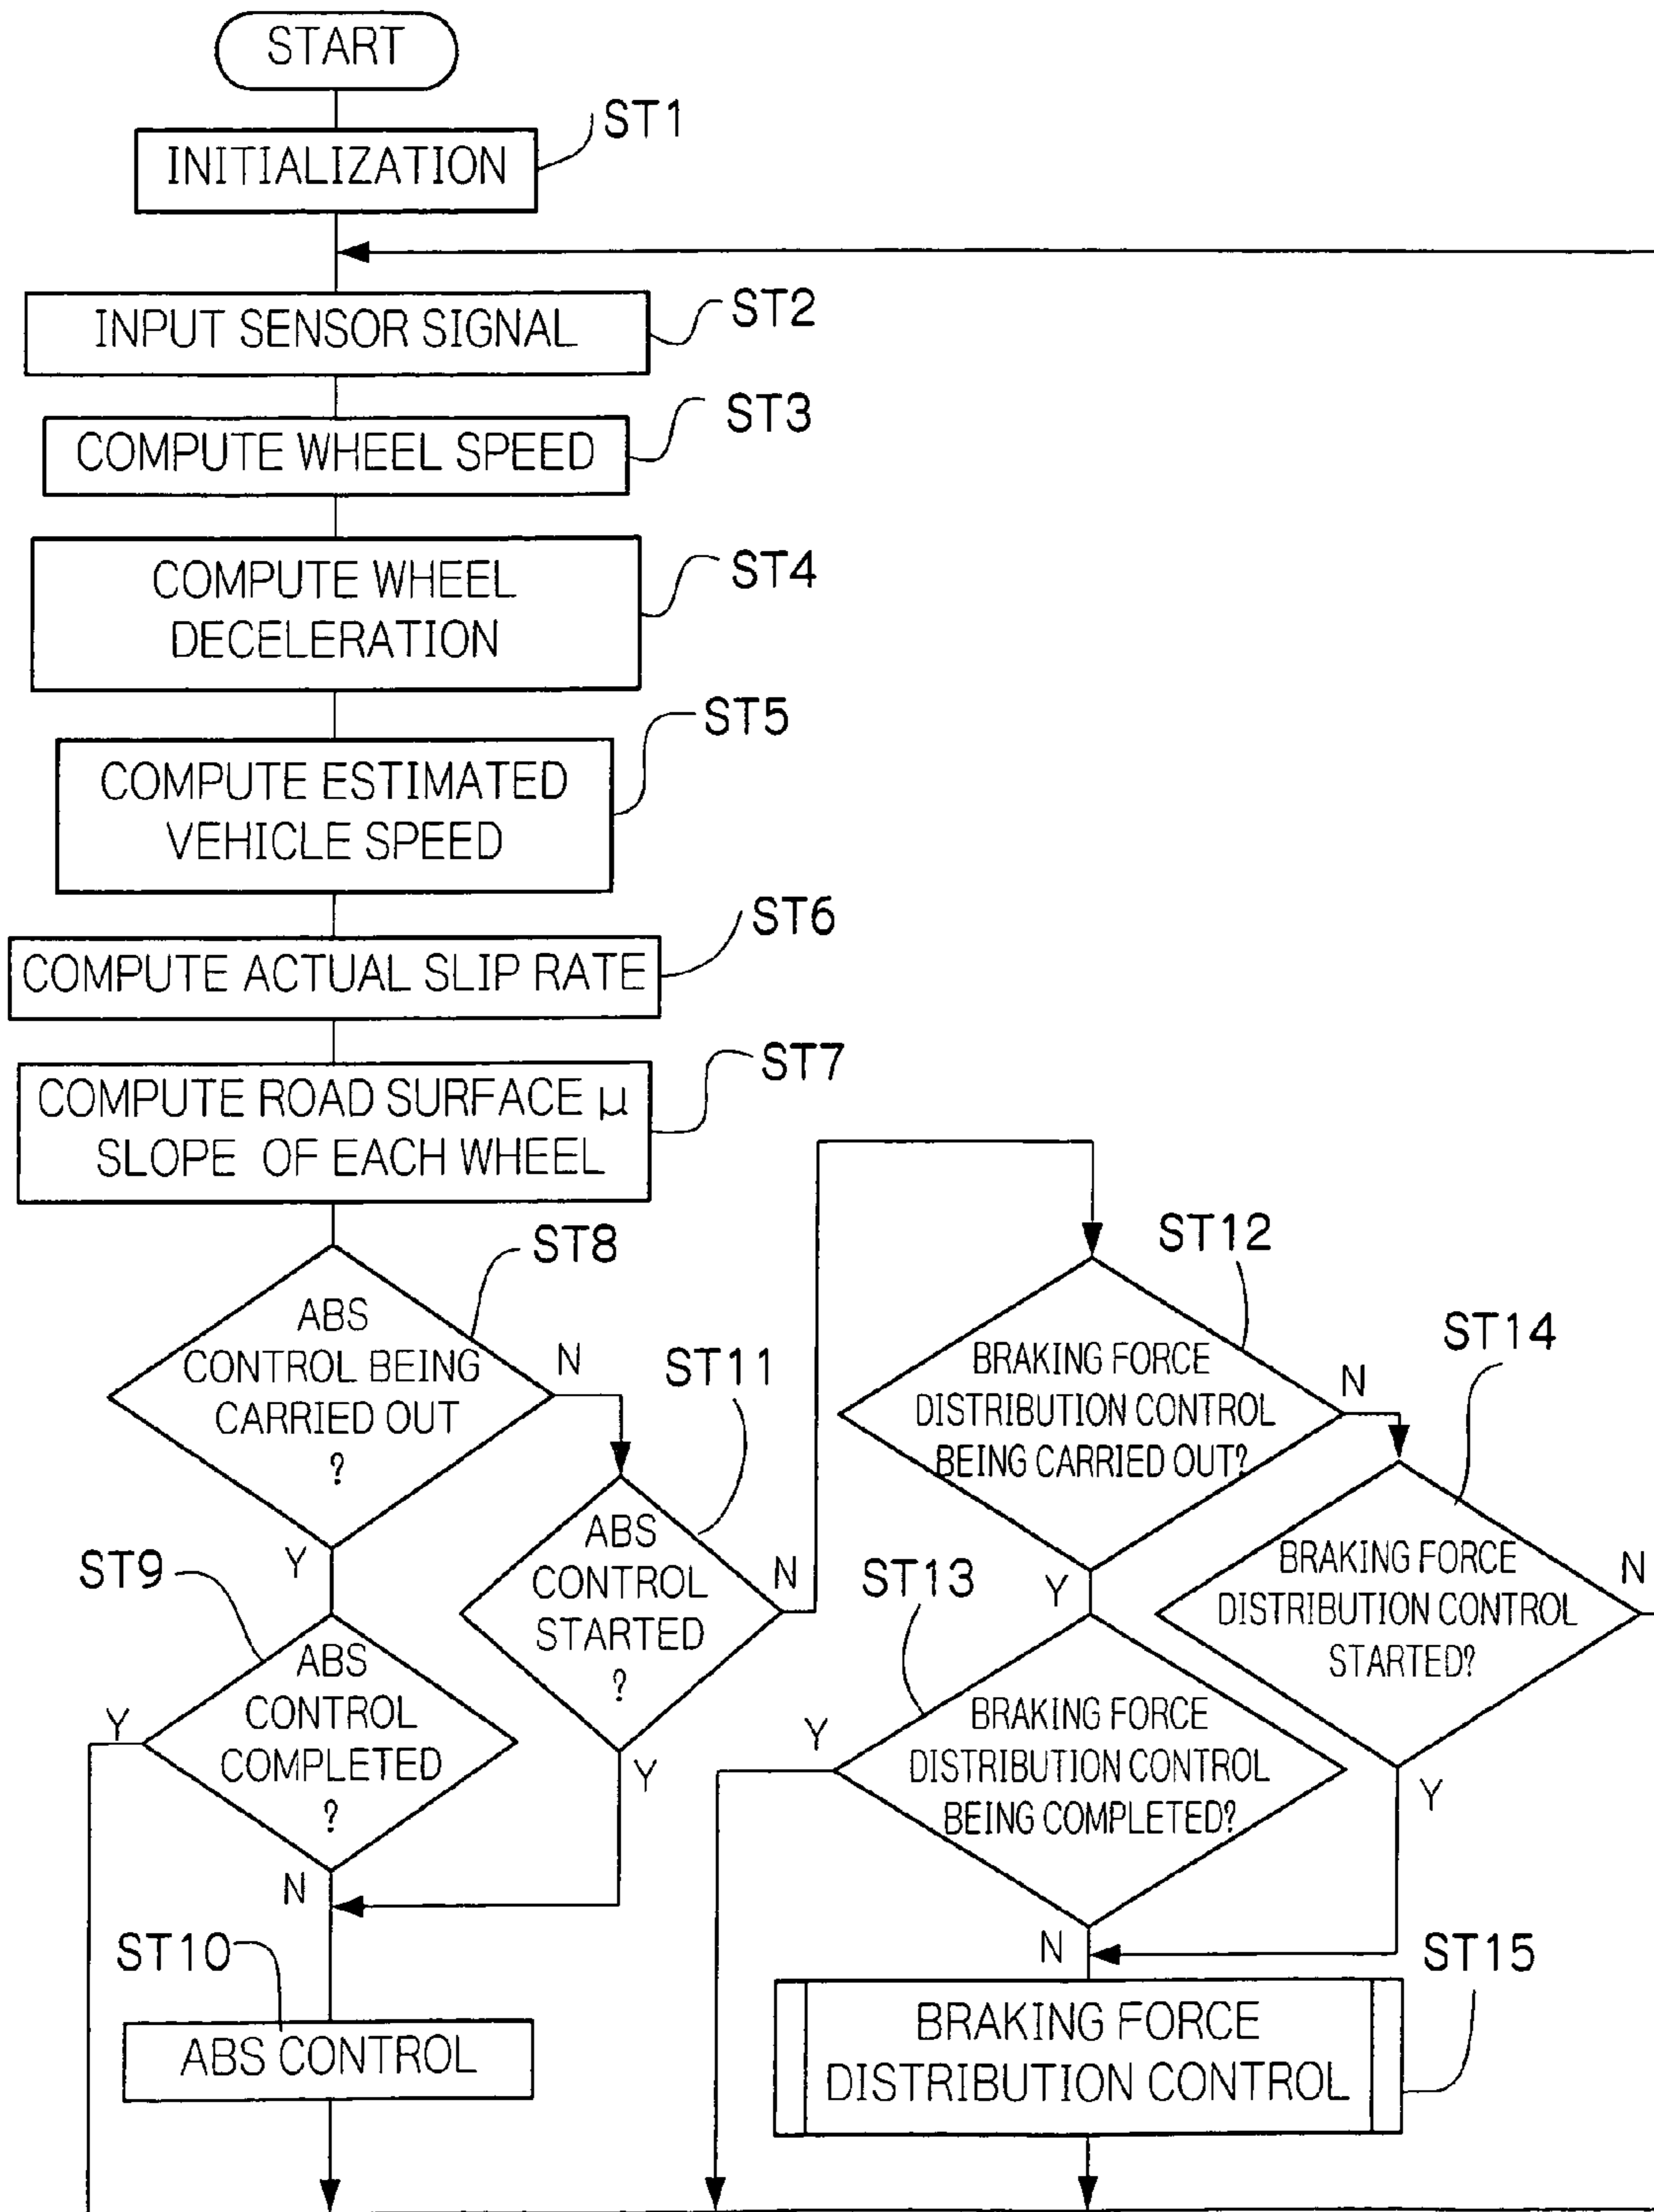 START
ST1
INITIALIZATION
ST2
INPUT SENSOR SIGNAL
ST3
COMPUTE WHEEL SPEED
ST4
COMPUTE WHEEL
DECELERATION
ST5
COMPUTE ESTIMATED
VEHICLE SPEED
ST6
COMPUTE ACTUAL SLIP RATE
ST7
COMPUTE ROAD SURFACE μ
SLOPE OF EACH WHEEL
ST8
ABS
CONTROL BEING
CARRIED OUT
?
N
Y
ST9
ABS
CONTROL
COMPLETED
?
Y
N
ST10
ABS CONTROL
ST11
ABS
CONTROL
STARTED
?
N
Y
ST12
BRAKING FORCE
DISTRIBUTION CONTROL
BEING CARRIED OUT?
N
Y
ST13
BRAKING FORCE
DISTRIBUTION CONTROL
BEING COMPLETED?
Y
N
ST14
BRAKING FORCE
DISTRIBUTION CONTROL
STARTED?
N
Y
ST15
BRAKING FORCE
DISTRIBUTION CONTROL